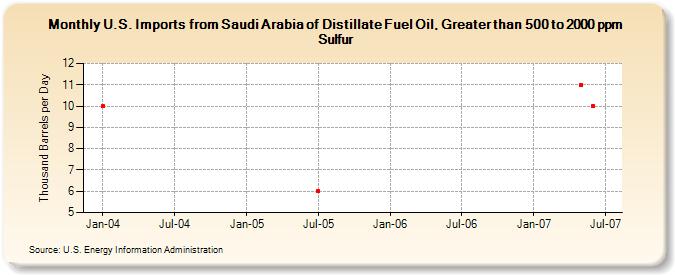 Monthly U.S. Imports from Saudi Arabia of Distillate Fuel Oil, Greater than 500 to 2000 ppm
Sulfur
Thousand Barrels per Day
12
11
10
9
8
7
6
5
Jan-04 Jul-04 Jan-05 Jul-05 Jan-06 Jul-06 Jan-07 Jul-07
Source: U.S. Energy Information Administration